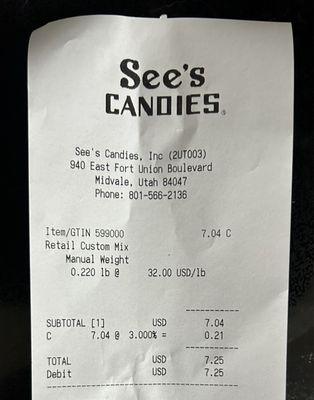 See's
CANDIES®
See's Candies, Inc (2UT003)
940 East Fort Union Boulevard
Midvale, Utah 84047
Phone: 801-566-2136
Item/GTIN 599000 7.04 C
Retail Custom Mix
Manual Weight
0.220 lb @ 32.00 USD/lb
----------
SUBTOTAL [1] USD 7.04
C 7.04 @ 3.000% = 0.21
----------
TOTAL USD 7.25
Debit USD 7.25
----------------------------------------